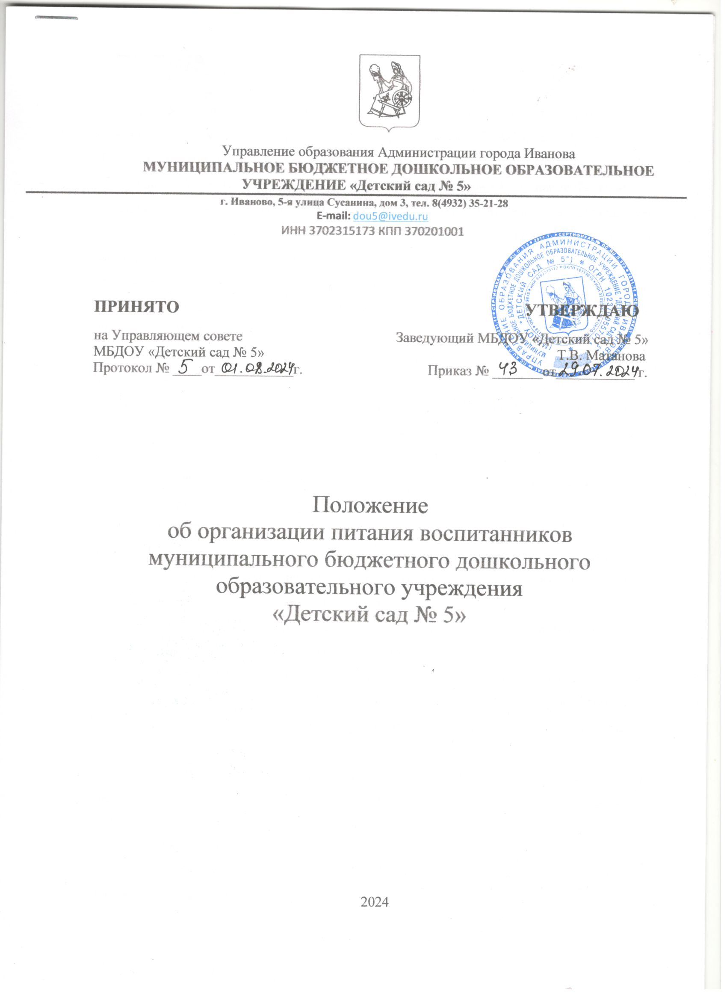 Управление образования Администрации города Иванова
МУНИЦИПАЛЬНОЕ БЮДЖЕТНОЕ ДОШКОЛЬНОЕ ОБРАЗОВАТЕЛЬНОЕ
УЧРЕЖДЕНИЕ «Детский сад № 5»
г. Иваново, 5-я улица Сусанина, дом 3, тел. 8(4932) 35-21-28
E-mail: dou5@ivedu.ru
ИНН 3702315173 КПП 370201001
ПРИНЯТО
на Управляющем совете
МБДОУ «Детский сад № 5»
Протокол № 5 от 01.08.2024г.
УТВЕРЖДАЮ
Заведующий МБДОУ «Детский сад № 5»
Т.В. Матанова
Приказ № 43 от 29.07.2024г.
УПРАВЛЕНИЕ ОБРАЗОВАНИЯ АДМИНИСТРАЦИИ ГОРОДА ИВАНОВА
МУНИЦИПАЛЬНОЕ БЮДЖЕТНОЕ ДОШКОЛЬНОЕ ОБРАЗОВАТЕЛЬНОЕ УЧРЕЖДЕНИЕ "ДЕТСКИЙ САД
(МБДОУ "ДЕТСКИЙ САД № 5") * ОГРН
Положение
об организации питания воспитанников
муниципального бюджетного дошкольного
образовательного учреждения
«Детский сад № 5»
2024